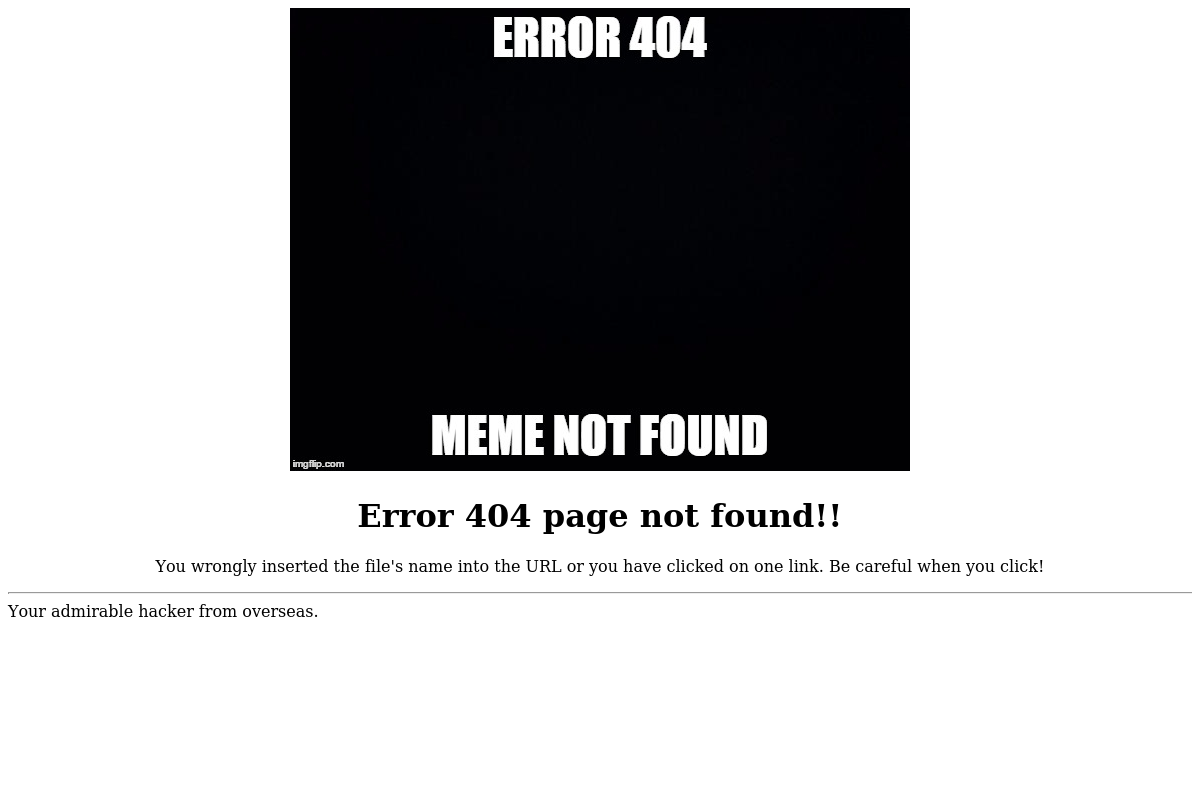 ERROR 404
MEME NOT FOUND
imgflip.com
Error 404 page not found!!
You wrongly inserted the file's name into the URL or you have clicked on one link. Be careful when you click!
Your admirable hacker from overseas.